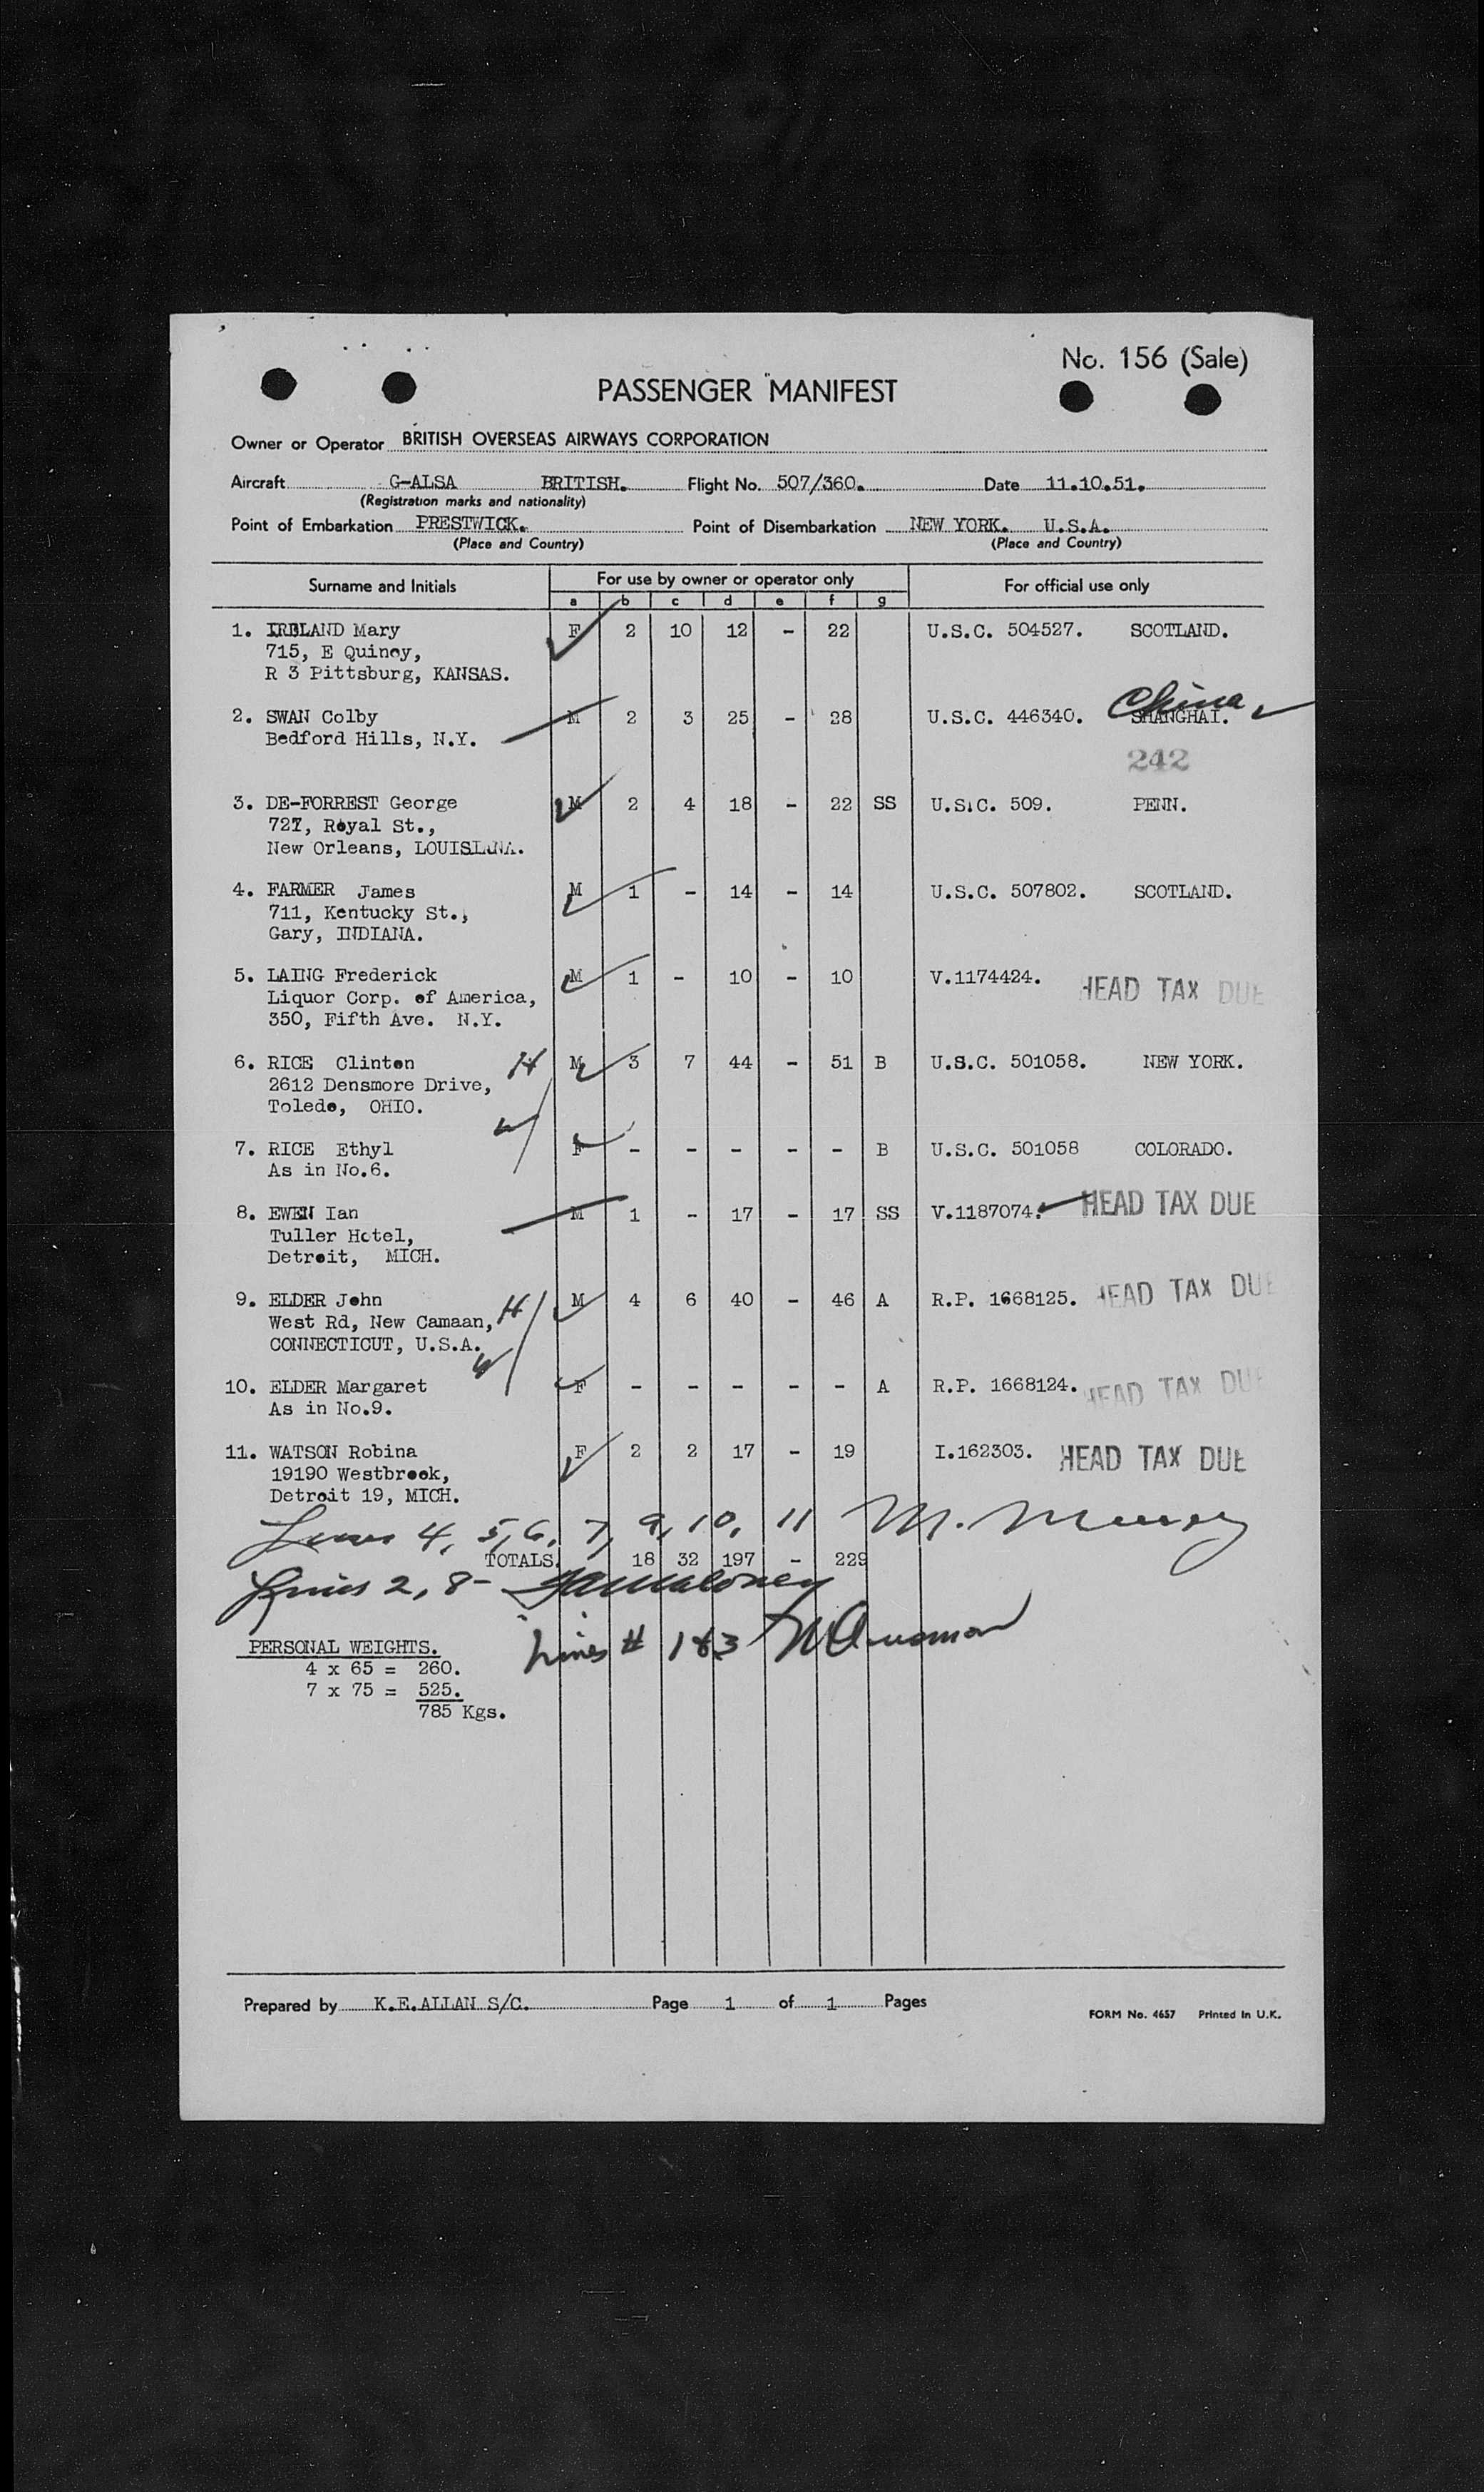 No. 156 (Sale)
PASSENGER MANIFEST
Owner or Operator BRITISH OVERSEAS AIRWAYS CORPORATION
Aircraft G-ALSA BRITISH. Flight No. 507/360. Date 11.10.51.
(Registration marks and nationality)
Point of Embarkation PRESTWICK. Point of Disembarkation NEW YORK. U.S.A.
(Place and Country) (Place and Country)
Surname and Initials For use by owner or operator only For official use only
a b c d e f g
1. IRELAND Mary F 2 10 12 - 22 U.S.C. 504527. SCOTLAND.
715, E Quincy,
R 3 Pittsburg, KANSAS.
China
2. SWAN Colby M 2 3 25 - 28 U.S.C. 446340. SHANGHAI.
Bedford Hills, N.Y.
242
3. DE-FORREST George M 2 4 18 - 22 SS U.S.C. 509. PENN.
727, Royal St.,
New Orleans, LOUISIANA.
4. FARMER James M 1 - 14 - 14 U.S.C. 507802. SCOTLAND.
711, Kentucky St.,
Gary, INDIANA.
5. LAING Frederick M 1 - 10 - 10 V.1174424. HEAD TAX DUE
Liquor Corp. of America,
350, Fifth Ave. N.Y.
6. RICE Clinton H M 3 7 44 - 51 B U.S.C. 501058. NEW YORK.
2612 Densmore Drive,
Toledo, OHIO.
W
7. RICE Ethyl F - - - - - B U.S.C. 501058 COLORADO.
As in No.6.
8. EWEN Ian M 1 - 17 - 17 SS V.1187074. HEAD TAX DUE
Tuller Hotel,
Detroit, MICH.
9. ELDER John H M 4 6 40 - 46 A R.P. 1668125. HEAD TAX DUE
West Rd, New Camaan,
CONNECTICUT, U.S.A.
W
10. ELDER Margaret F - - - - - A R.P. 1668124. HEAD TAX DUE
As in No.9.
11. WATSON Robina F 2 2 17 - 19 I.162303. HEAD TAX DUE
19190 Westbrook,
Detroit 19, MICH.
Lines 4, 5, 6, 7, 9, 10, 11 M.
TOTALS. 18 32 197 - 229
Lines 2, 8-
Lines # 1 & 3
PERSONAL WEIGHTS.
4 x 65 = 260.
7 x 75 = 525.
785 Kgs.
Prepared by K.E.ALLAN S/C. Page 1 of 1 Pages
FORM No. 4657 Printed in U.K.